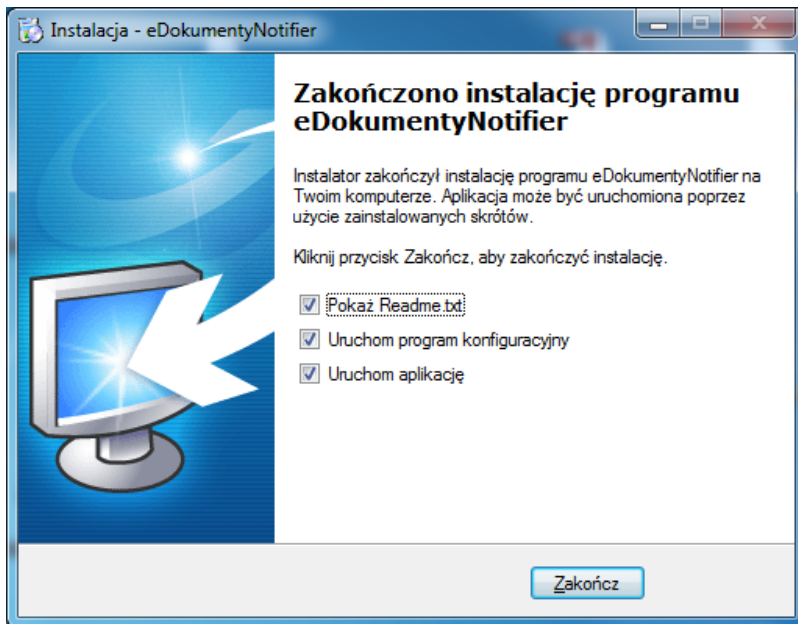 Instalacja - eDokumentyNotifier
Zakończono instalację programu
eDokumentyNotifier
Instalator zakończył instalację programu eDokumentyNotifier na
Twoim komputerze. Aplikacja może być uruchomiona poprzez
użycie zainstalowanych skrótów.
Kliknij przycisk Zakończ, aby zakończyć instalację.
Pokaż Readme.txt
Uruchom program konfiguracyjny
Uruchom aplikację
Zakończ